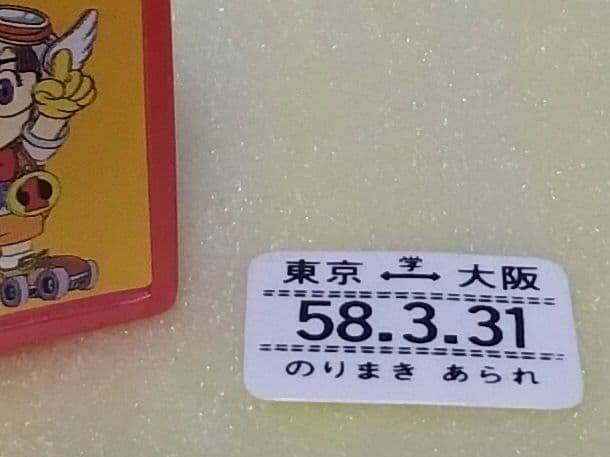 学
東京 ⟷ 大阪
58.3.31
のりまき あられ